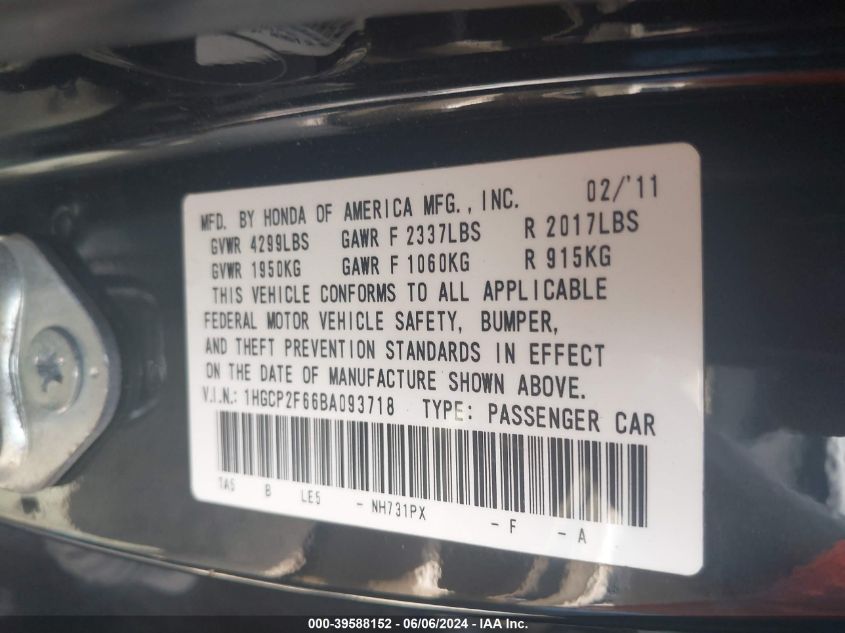 MFD. BY HONDA OF AMERICA MFG., INC. 02/'11
GVWR 4299LBS GAWR F 2337LBS R 2017LBS
GVWR 1950KG GAWR F 1060KG R 915KG
THIS VEHICLE CONFORMS TO ALL APPLICABLE
FEDERAL MOTOR VEHICLE SAFETY, BUMPER,
AND THEFT PREVENTION STANDARDS IN EFFECT
ON THE DATE OF MANUFACTURE SHOWN ABOVE.
V.I.N.: 1HGCP2F66BA093718 TYPE: PASSENGER CAR
TA5 B LE5 - NH731PX - F - A
000-39588152 - 06/06/2024 - IAA Inc.